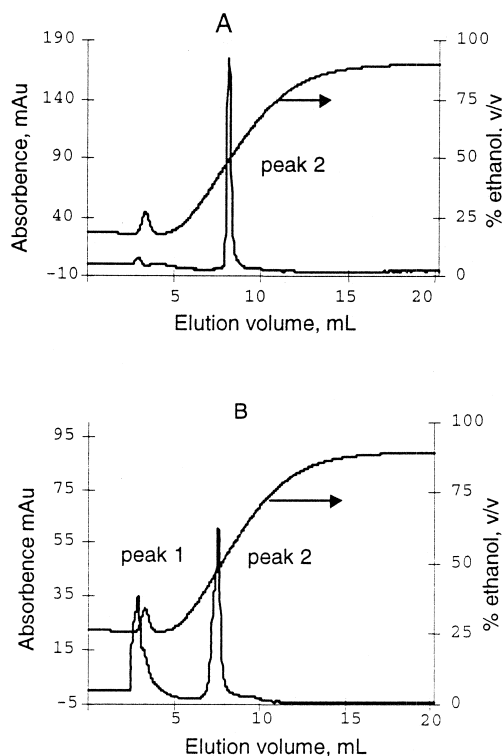 A
190
140
90
40
-10
Absorbence, mAu
peak 2
100
75
50
25
0
% ethanol, v/v
5 10 15 20
Elution volume, mL
B
95
75
55
35
15
-5
Absorbence mAu
peak 1 peak 2
100
75
50
25
0
% ethanol, v/v
5 10 15 20
Elution volume, mL